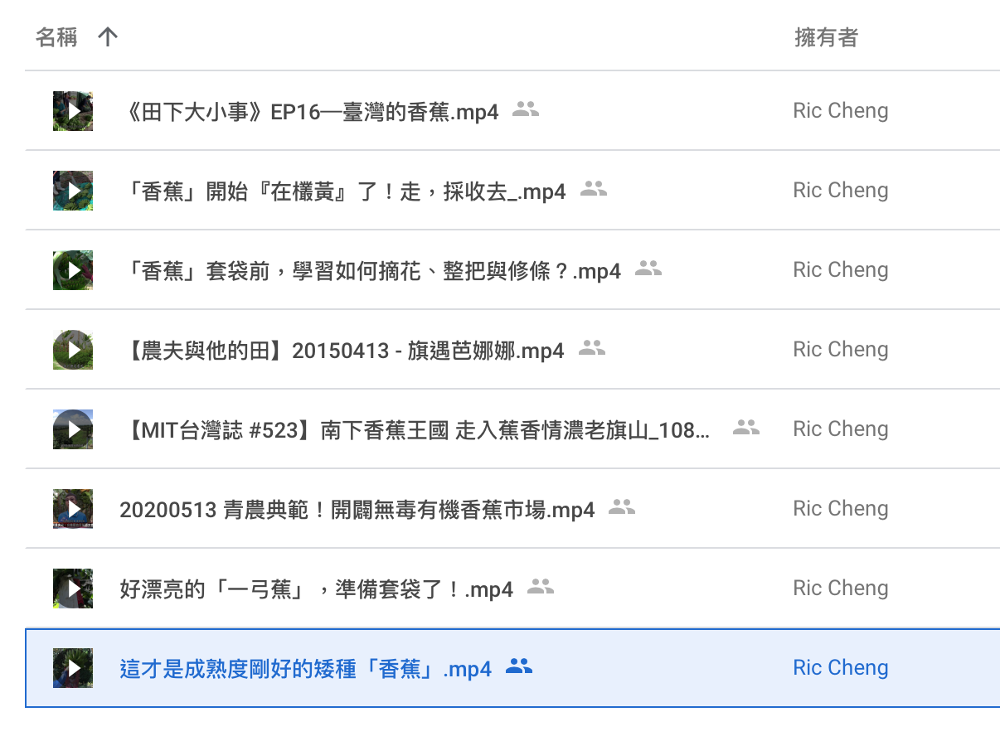 名稱 擁有者
《田下大小事》EP16—臺灣的香蕉.mp4 Ric Cheng
「香蕉」開始『在欉黃』了！走，採收去_.mp4 Ric Cheng
「香蕉」套袋前，學習如何摘花、整把與修條？.mp4 Ric Cheng
【農夫與他的田】20150413 - 旗遇芭娜娜.mp4 Ric Cheng
【MIT台灣誌 #523】南下香蕉王國 走入蕉香情濃老旗山_108... Ric Cheng
20200513 青農典範！開闢無毒有機香蕉市場.mp4 Ric Cheng
好漂亮的「一弓蕉」，準備套袋了！.mp4 Ric Cheng
這才是成熟度剛好的矮種「香蕉」.mp4 Ric Cheng